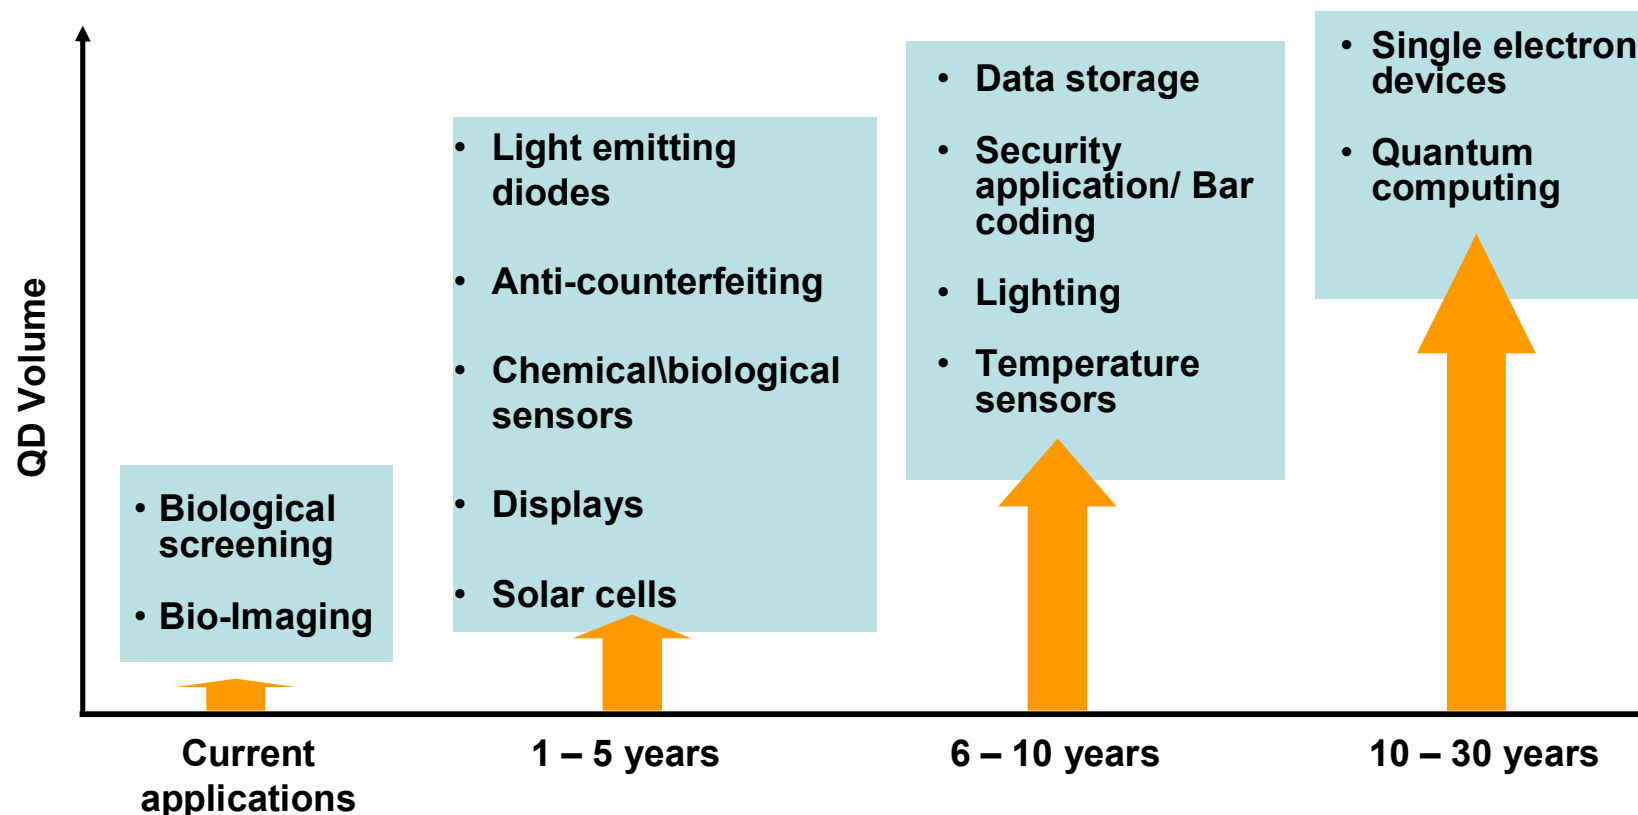 QD Volume
• Biological
screening
• Bio-Imaging
• Light emitting
diodes
• Anti-counterfeiting
• Chemical\biological
sensors
• Displays
• Solar cells
• Data storage
• Security
application/ Bar
coding
• Lighting
• Temperature
sensors
• Single electron
devices
• Quantum
computing
Current
applications
1 – 5 years
6 – 10 years
10 – 30 years